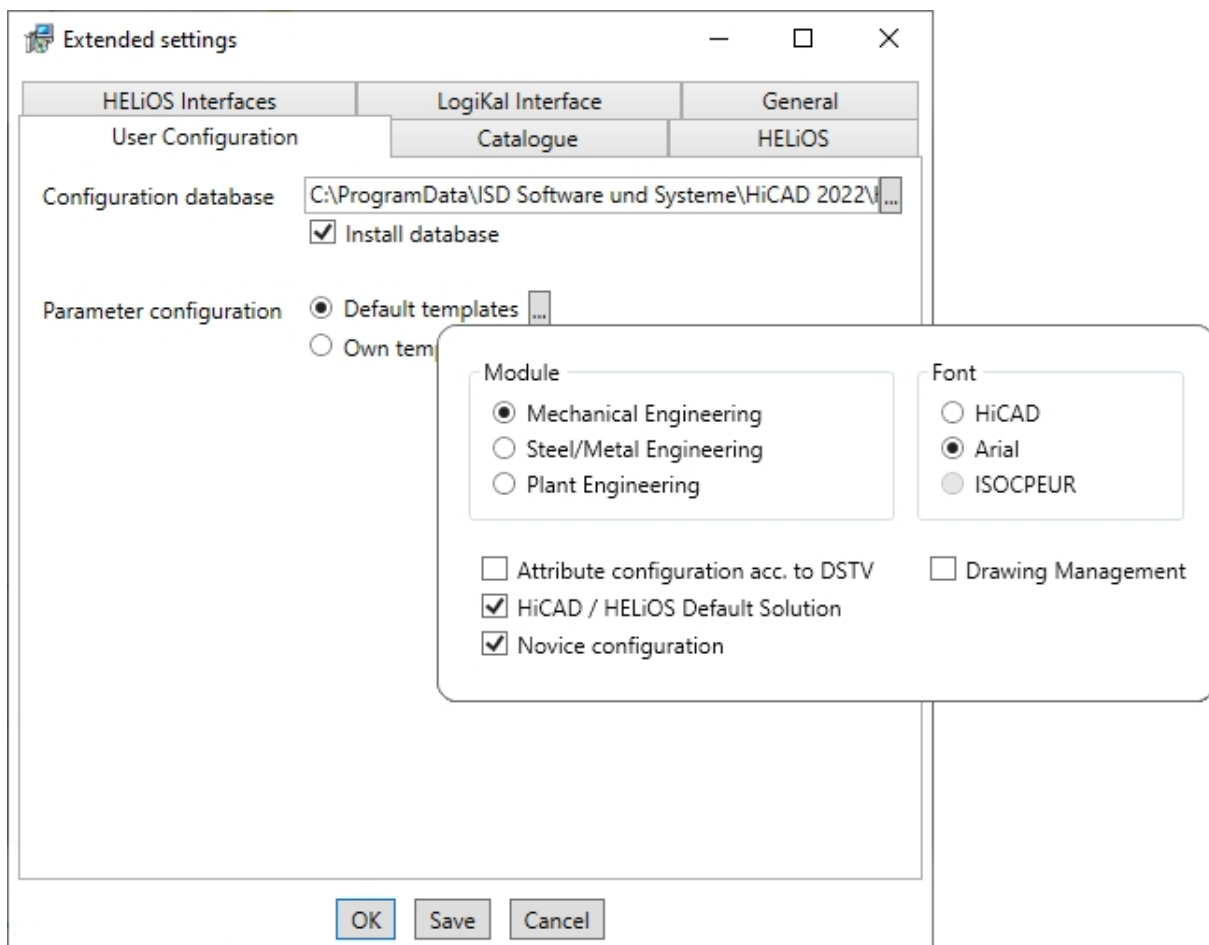 Extended settings
HELiOS Interfaces LogiKal Interface General
User Configuration Catalogue HELiOS
Configuration database C:\ProgramData\ISD Software und Systeme\HiCAD 2022\ ...
Install database
Parameter configuration Default templates ...
Own
Module Font
Mechanical Engineering HiCAD
Steel/Metal Engineering Arial
Plant Engineering ISOCPEUR
Attribute configuration acc. to DSTV Drawing Management
HiCAD / HELiOS Default Solution
Novice configuration
OK Save Cancel